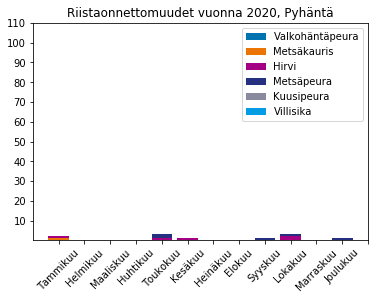 Riistaonnettomuudet vuonna 2020, Pyhäntä
110
100
90
80
70
60
50
40
30
20
10
Valkohäntäpeura
Metsäkauris
Hirvi
Metsäpeura
Kuusipeura
Villisika
Tammikuu
Helmikuu
Maaliskuu
Huhtikuu
Toukokuu
Kesäkuu
Heinäkuu
Elokuu
Syyskuu
Lokakuu
Marraskuu
Joulukuu